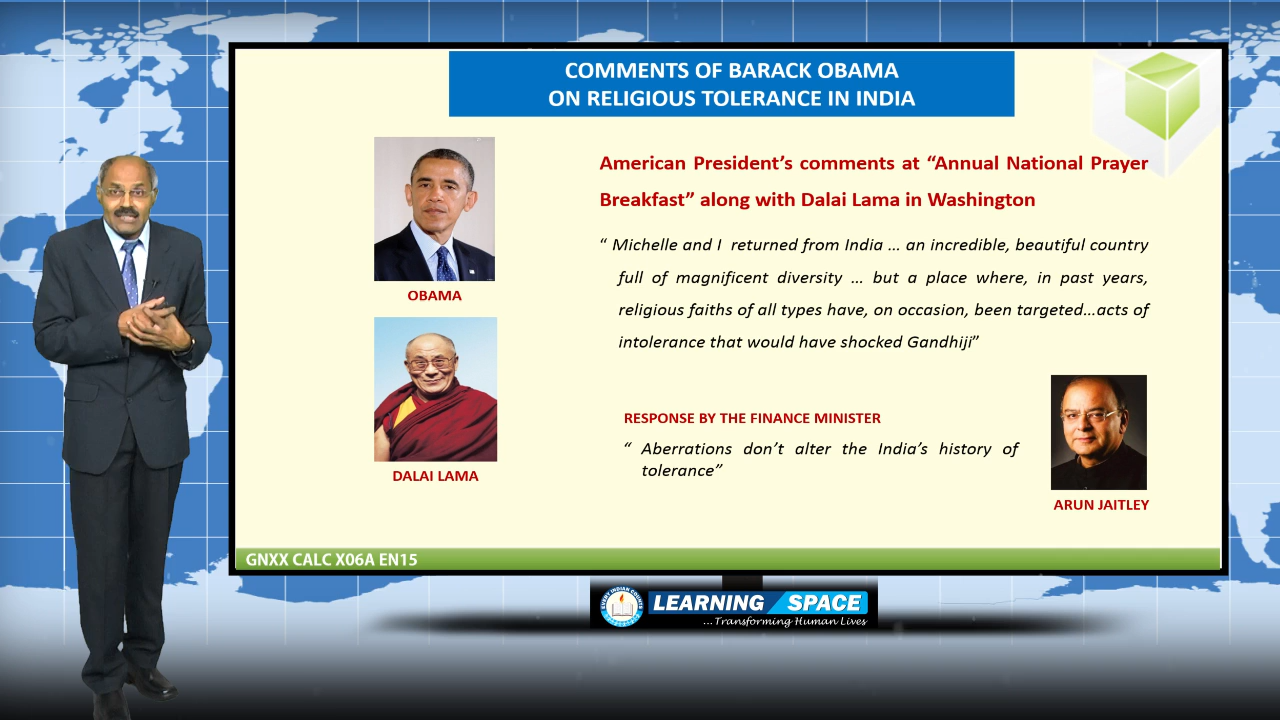 COMMENTS OF BARACK OBAMA
ON RELIGIOUS TOLERANCE IN INDIA
American President’s comments at “Annual National Prayer
Breakfast” along with Dalai Lama in Washington
“ Michelle and I returned from India … an incredible, beautiful country
full of magnificent diversity … but a place where, in past years,
religious faiths of all types have, on occasion, been targeted…acts of
intolerance that would have shocked Gandhiji”
OBAMA
DALAI LAMA
RESPONSE BY THE FINANCE MINISTER
“ Aberrations don’t alter the India’s history of
tolerance”
ARUN JAITLEY
GNXX CALC X06A EN15
EVERY INDIAN COUNTS
LEARNING SPACE
...Transforming Human Lives